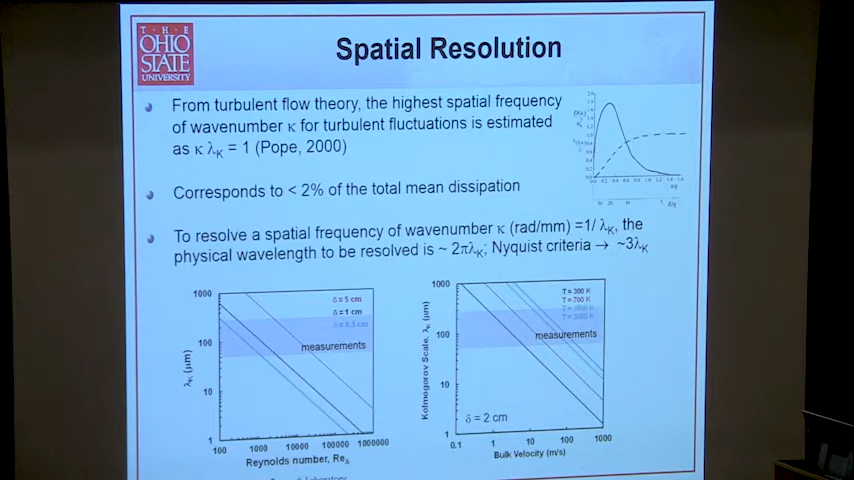 T · H · E
OHIO
STATE
UNIVERSITY
Spatial Resolution
From turbulent flow theory, the highest spatial frequency
of wavenumber κ for turbulent fluctuations is estimated
as κ λK = 1 (Pope, 2000)
Corresponds to < 2% of the total mean dissipation
To resolve a spatial frequency of wavenumber κ (rad/mm) =1/ λK, the
physical wavelength to be resolved is ~ 2πλK; Nyquist criteria → ~3λK
1000
100
10
1
λK (µm)
δ = 5 cm
δ = 1 cm
δ = 0.5 cm
measurements
100 1000 10000 100000 1000000
Reynolds number, Reδ
1000
100
10
1
Kolmogorov Scale, λK (µm)
T = 300 K
T = 700 K
measurements
δ = 2 cm
0.1 1 10 100 1000
Bulk Velocity (m/s)